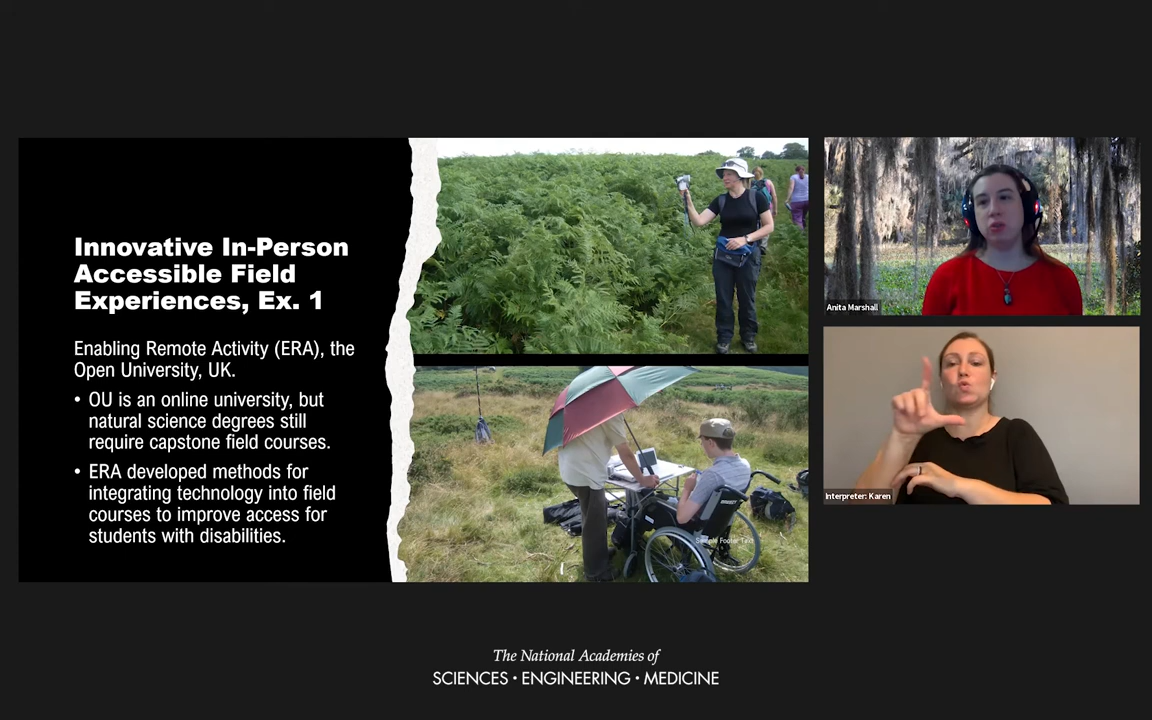 Innovative In-Person
Accessible Field
Experiences, Ex. 1
Enabling Remote Activity (ERA), the
Open University, UK.
• OU is an online university, but
natural science degrees still
require capstone field courses.
• ERA developed methods for
integrating technology into field
courses to improve access for
students with disabilities.
Sample Footer Text
Anita Marshall
Interpreter: Karen
The National Academies of
SCIENCES • ENGINEERING • MEDICINE